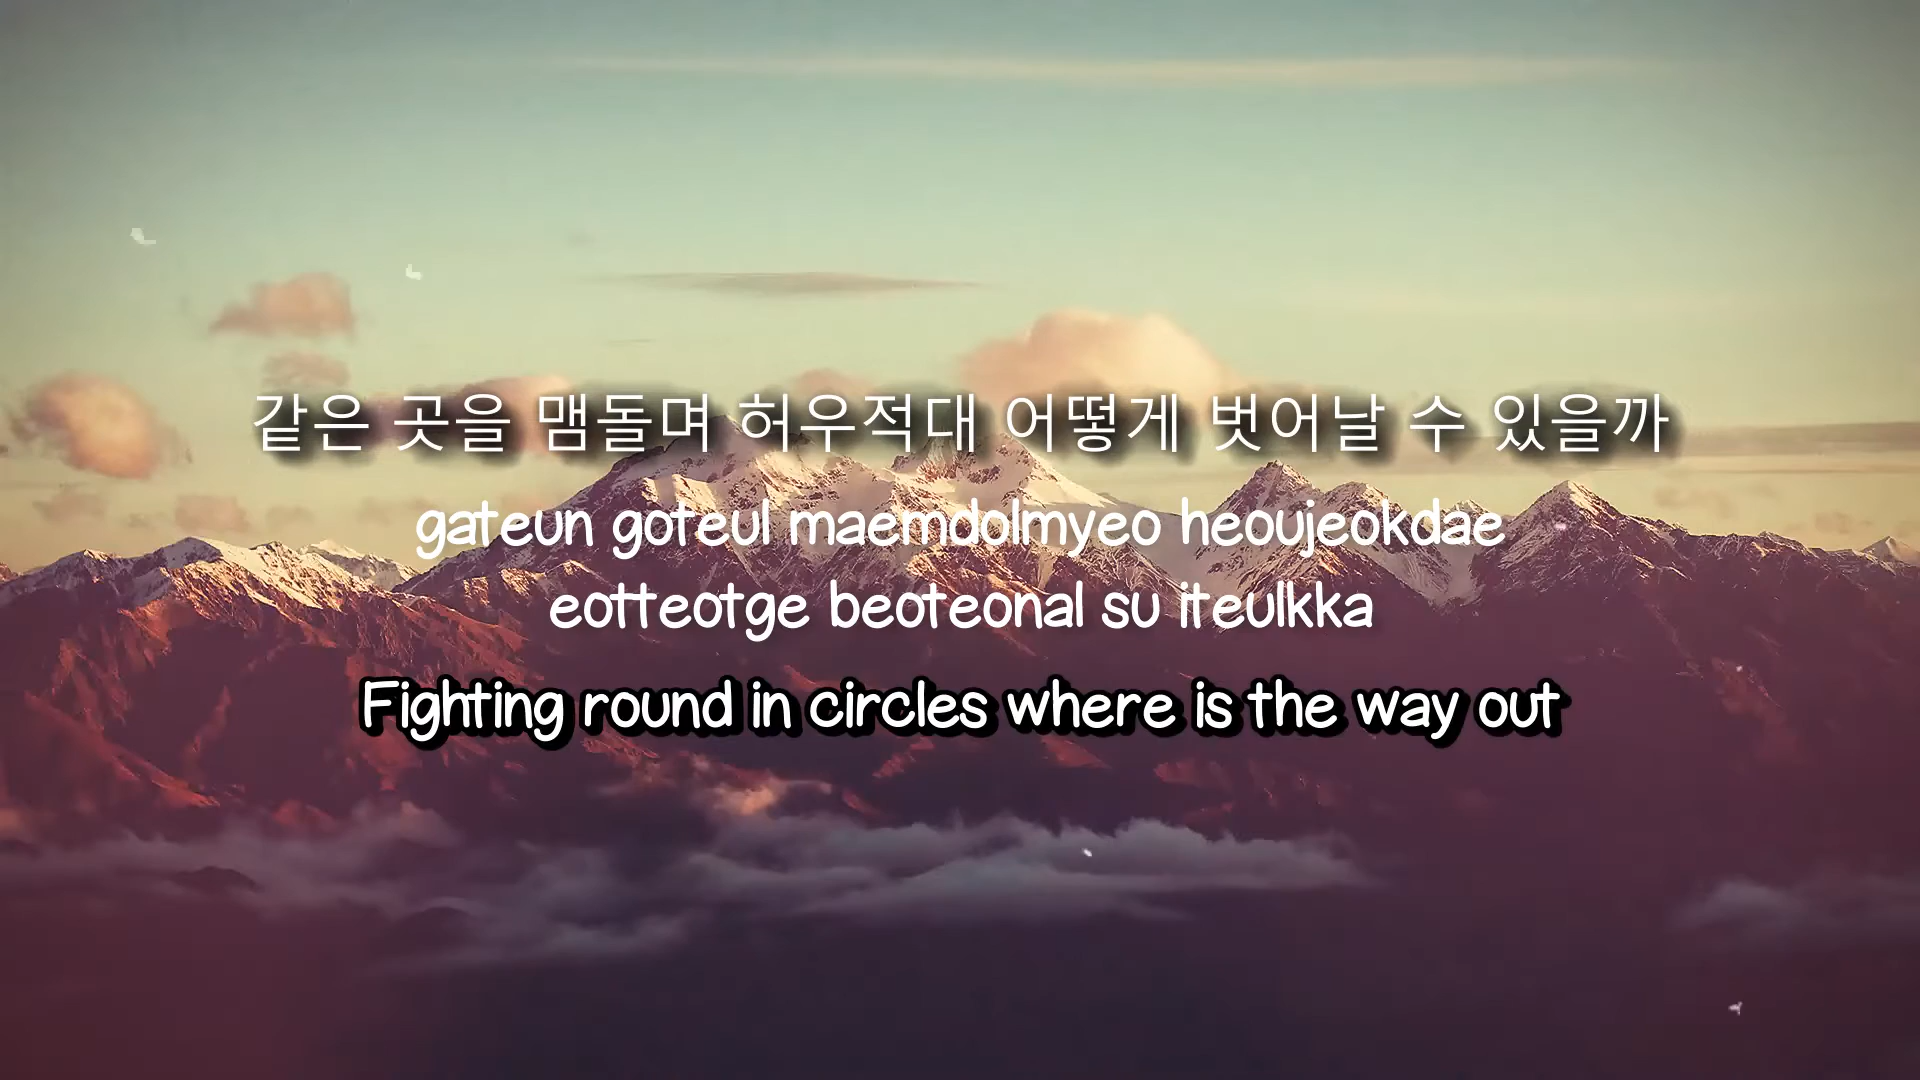 같은 곳을 맴돌며 허우적대 어떻게 벗어날 수 있을까
gateun goteul maemdolmyeo heoujeokdae
eotteotge beoteonal su iteulkka
Fighting round in circles where is the way out